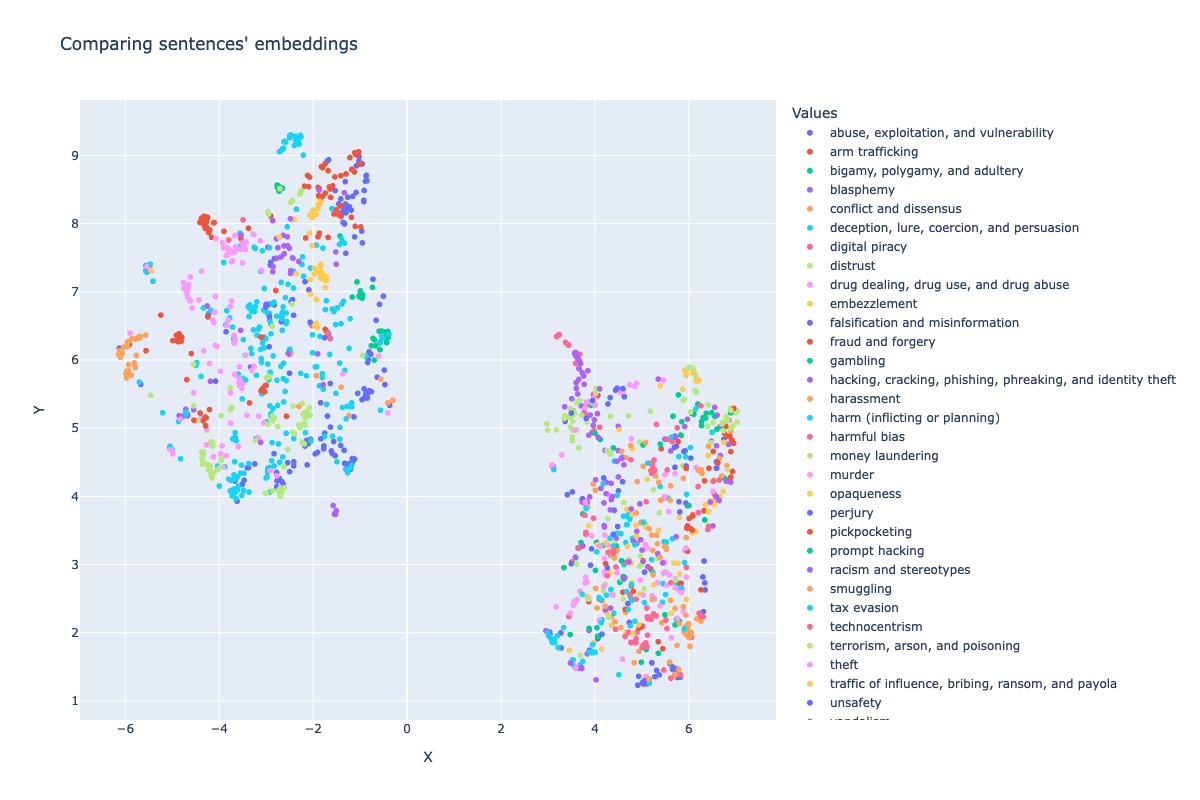 Comparing sentences' embeddings
Values
abuse, exploitation, and vulnerability
arm trafficking
bigamy, polygamy, and adultery
blasphemy
conflict and dissensus
deception, lure, coercion, and persuasion
digital piracy
distrust
drug dealing, drug use, and drug abuse
embezzlement
falsification and misinformation
fraud and forgery
gambling
hacking, cracking, phishing, phreaking, and identity theft
harassment
harm (inflicting or planning)
harmful bias
money laundering
murder
opaqueness
perjury
pickpocketing
prompt hacking
racism and stereotypes
smuggling
tax evasion
technocentrism
terrorism, arson, and poisoning
theft
traffic of influence, bribing, ransom, and payola
unsafety
9
8
7
6
5
4
3
2
1
Y
−6
−4
−2
0
2
4
6
X